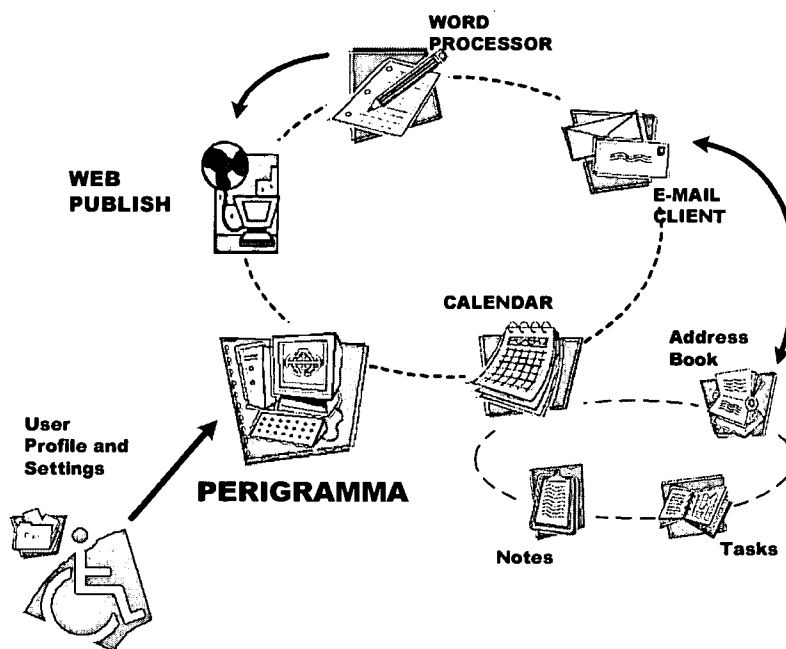 WORD
PROCESSOR
WEB
PUBLISH
E-MAIL
CLIENT
CALENDAR
Address
Book
User
Profile and
Settings
PERIGRAMMA
Notes
Tasks